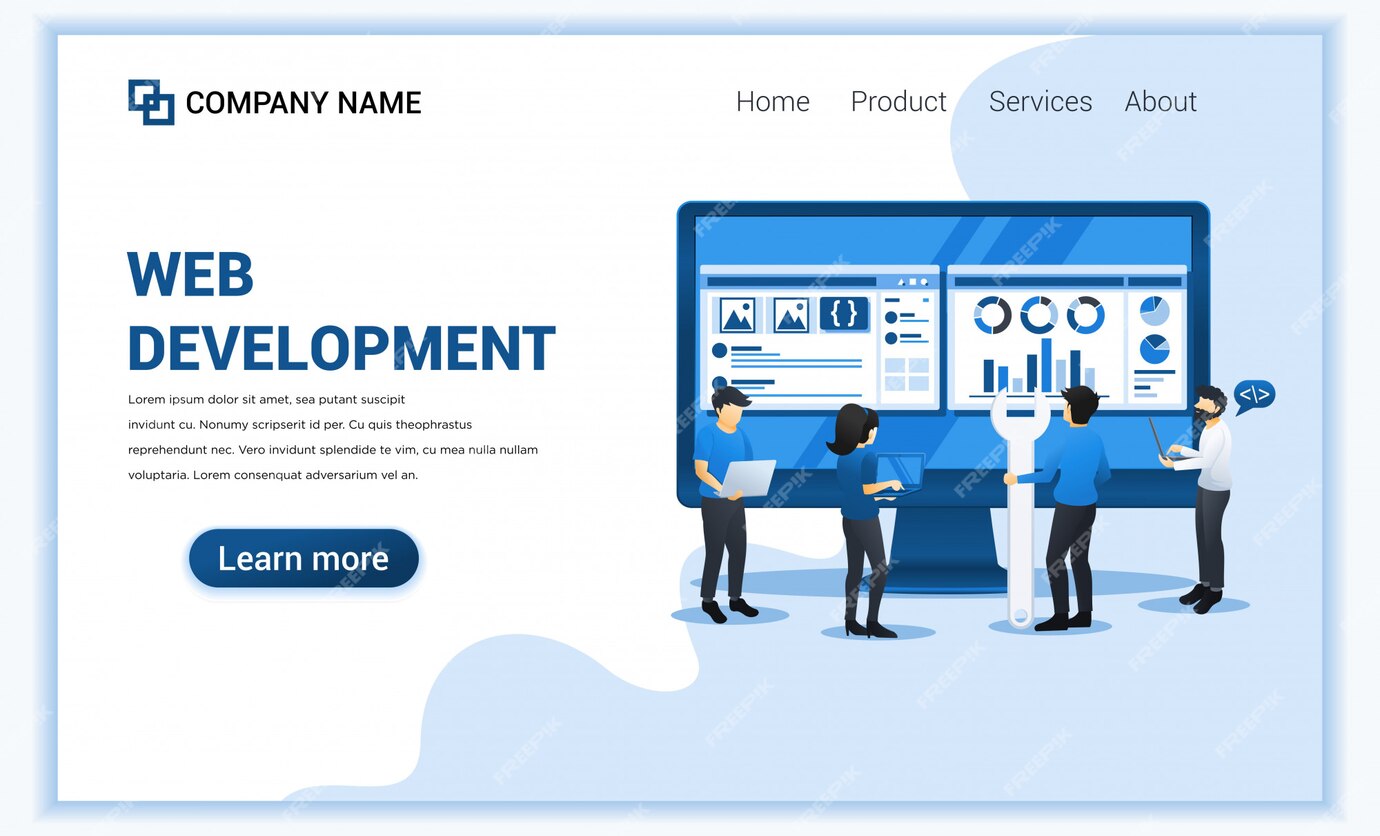 COMPANY NAME
Home Product Services About
WEB
DEVELOPMENT
Lorem ipsum dolor sit amet, sea putant suscipit
invidunt cu. Nonumy scripserit id per. Cu quis theophrastus
reprehendunt nec. Vero invidunt splendide te vim, cu mea nulla nullam
voluptaria. Lorem consenquat adversarium vel an.
Learn more
{ }
</>
FREEPIK